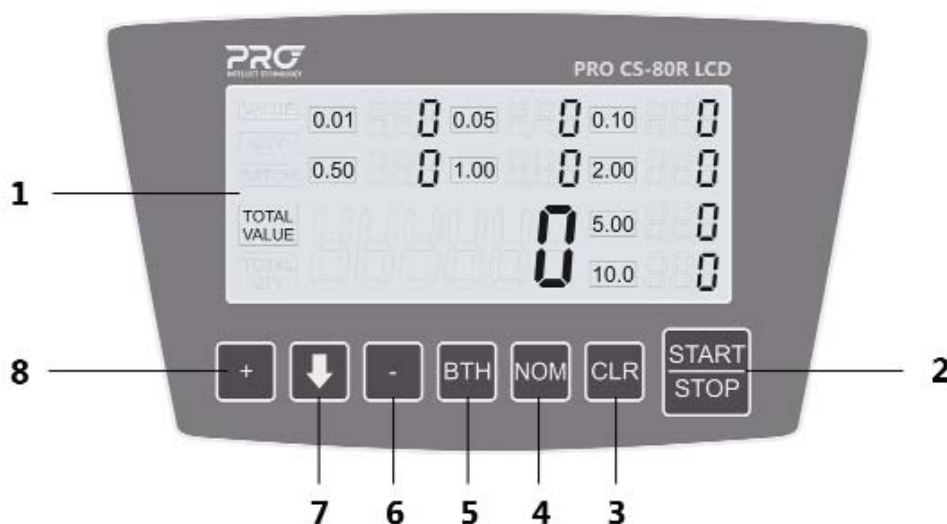 PRO
INTELLECT TECHNOLOGY
PRO CS-80R LCD
VALUE
0.01 0 0.05 0 0.10 0
BATCH
0.50 0 1.00 0 2.00 0
1
TOTAL
VALUE
0
5.00 0
TOTAL
10.0 0
8
+
-
BTH
NOM
CLR
START
STOP
2
7
6
5
4
3